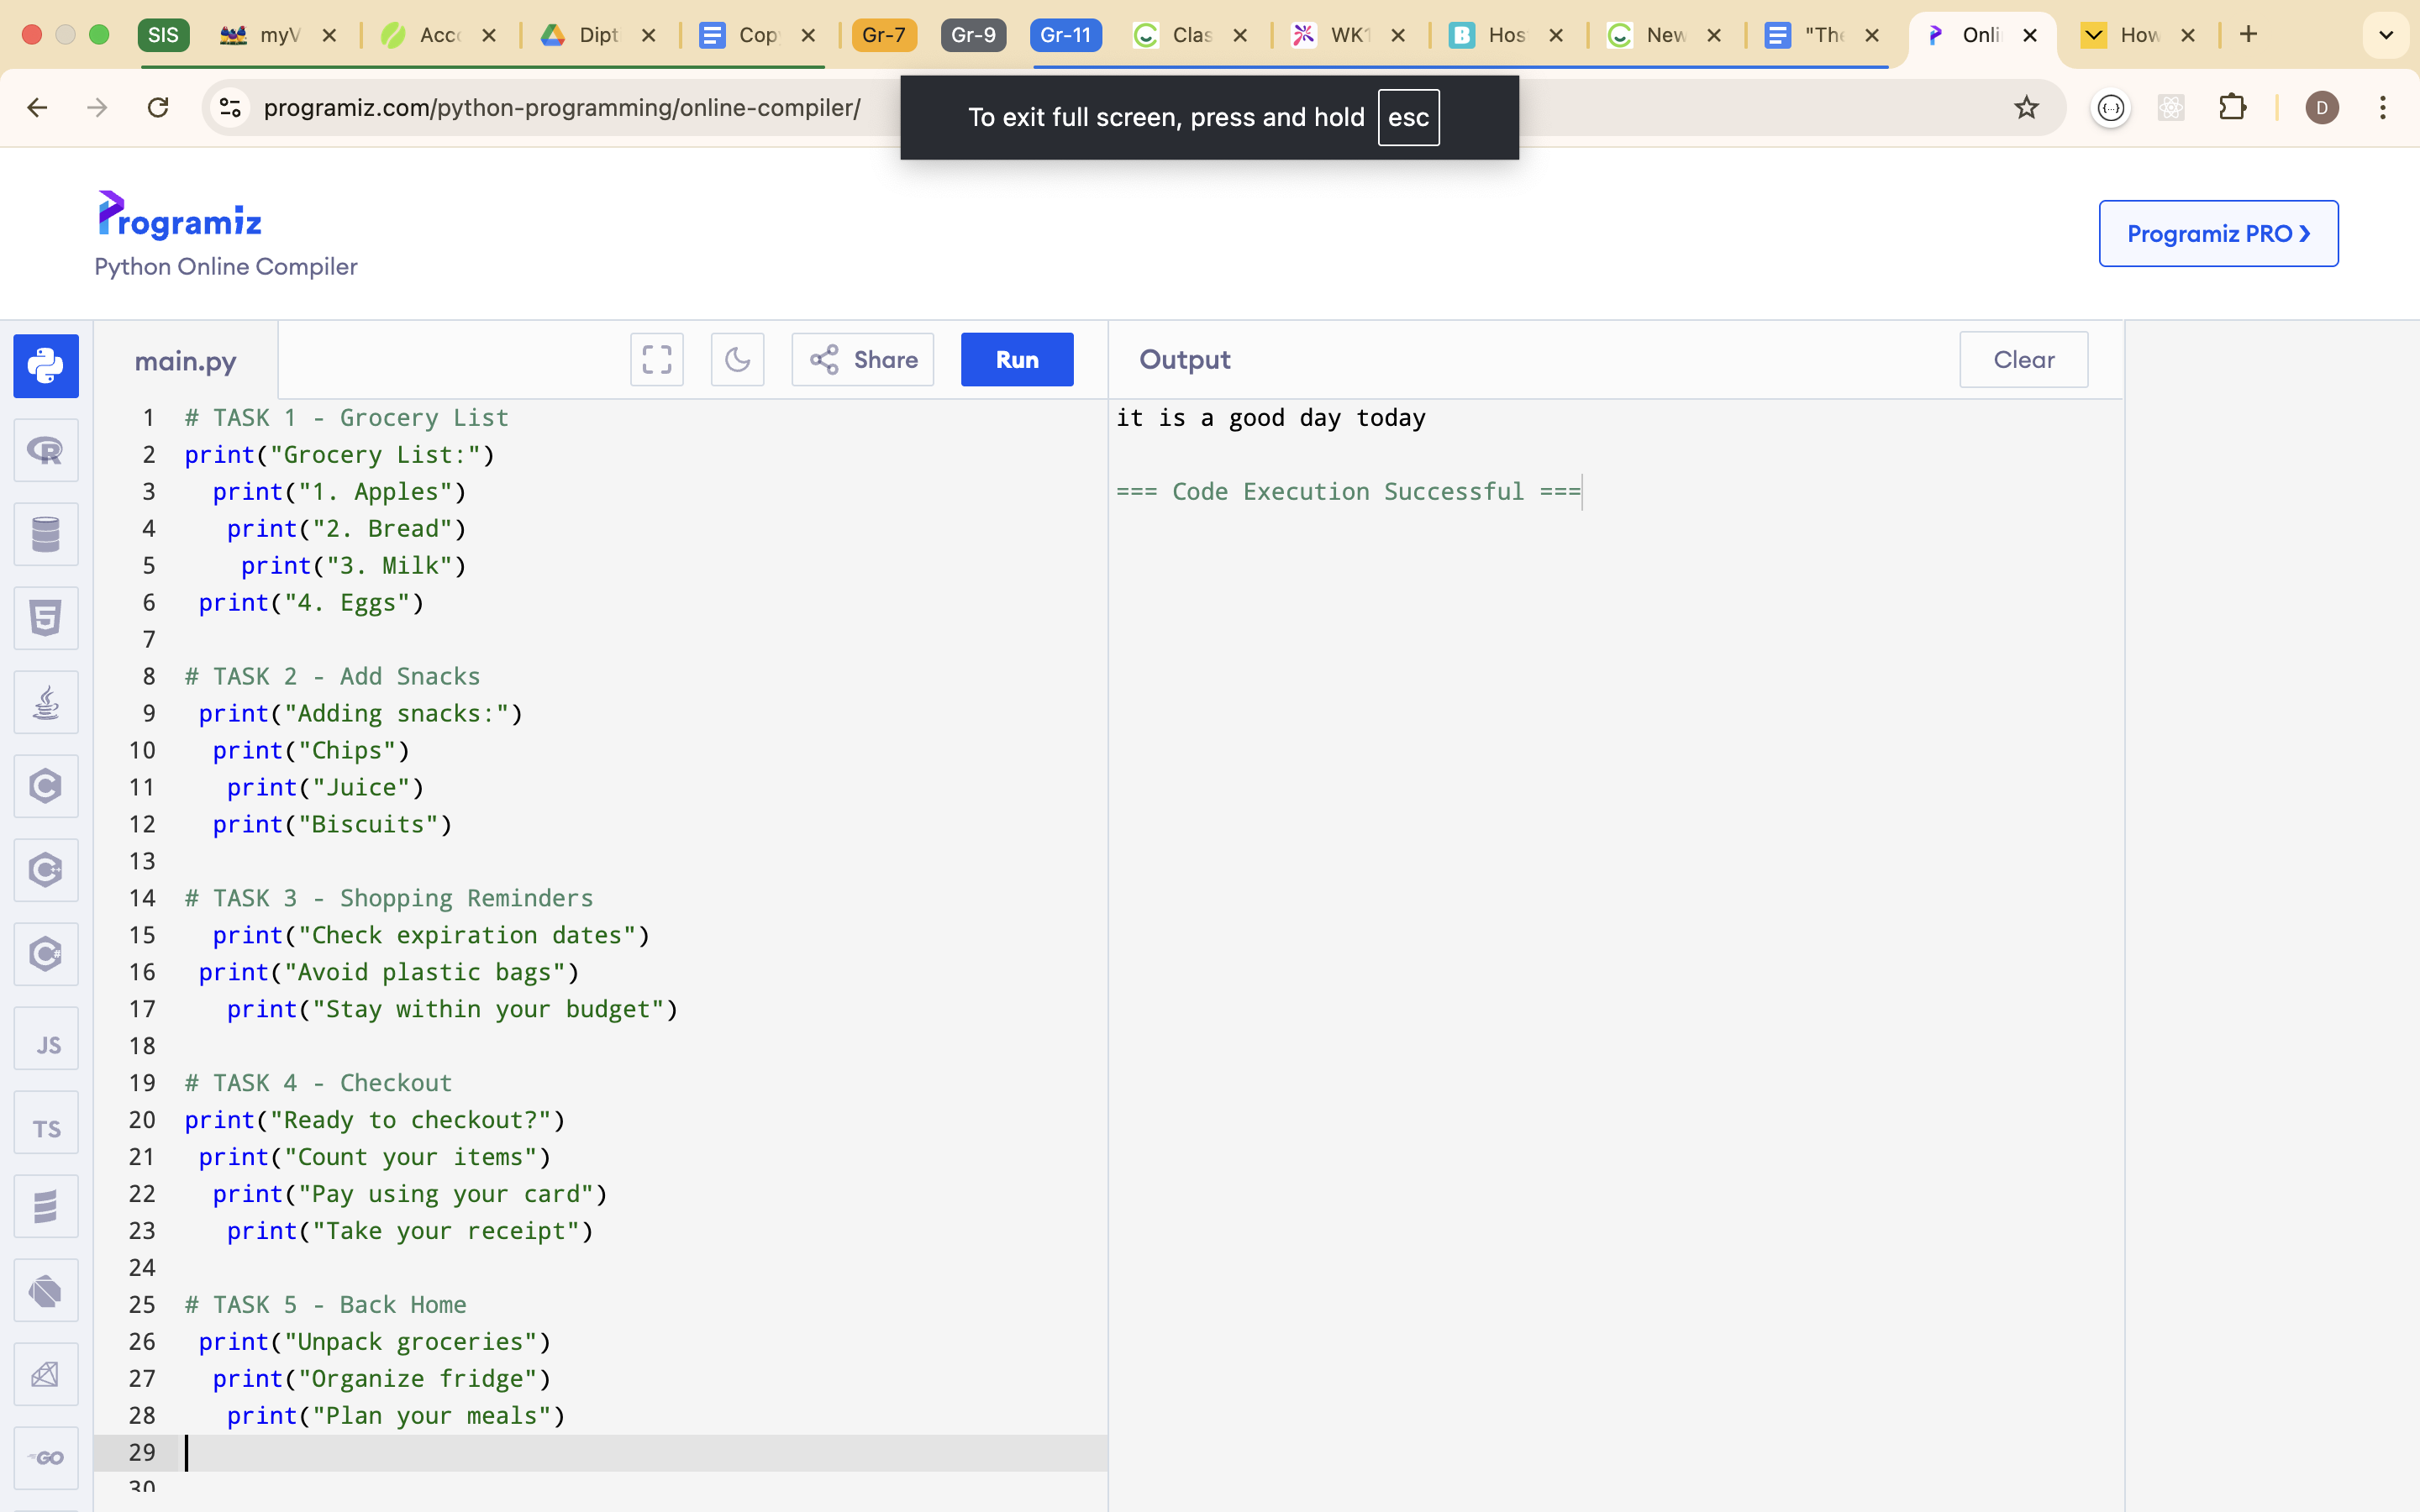 SIS
myV
Acco
Dipt
Cop
Gr-7
Gr-9
Gr-11
Clas
WK1
Hos
New
"The
Onli
How
programiz.com/python-programming/online-compiler/
To exit full screen, press and hold esc
D
Programiz
Python Online Compiler
Programiz PRO ❯
main.py
Share
Run
Output
Clear
1 # TASK 1 - Grocery List
2 print("Grocery List:")
3   print("1. Apples")
4    print("2. Bread")
5     print("3. Milk")
6  print("4. Eggs")
7
8 # TASK 2 - Add Snacks
9  print("Adding snacks:")
10   print("Chips")
11    print("Juice")
12   print("Biscuits")
13
14 # TASK 3 - Shopping Reminders
15   print("Check expiration dates")
16  print("Avoid plastic bags")
17    print("Stay within your budget")
18
19 # TASK 4 - Checkout
20 print("Ready to checkout?")
21  print("Count your items")
22   print("Pay using your card")
23    print("Take your receipt")
24
25 # TASK 5 - Back Home
26  print("Unpack groceries")
27   print("Organize fridge")
28    print("Plan your meals")
29
30
it is a good day today
=== Code Execution Successful ===
R
5
C
C++
C#
JS
TS
GO